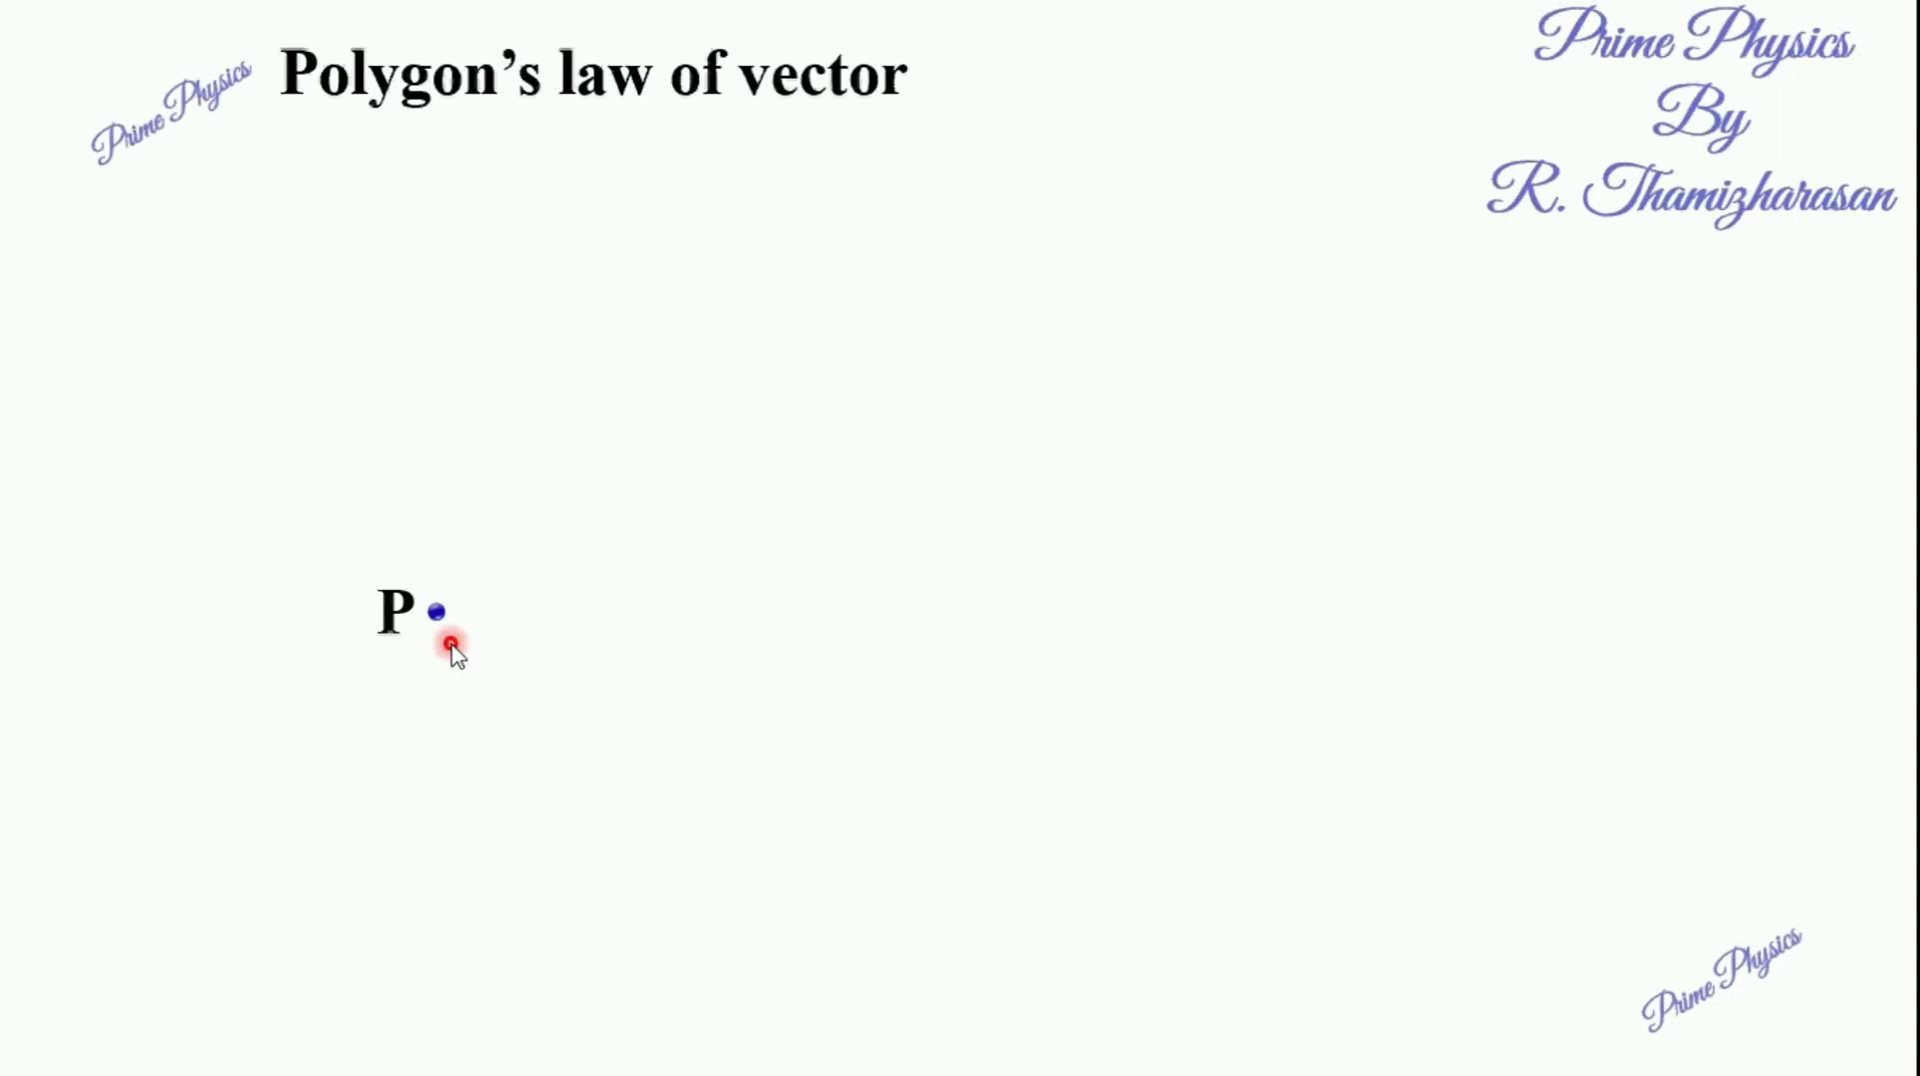 Polygon’s law of vector
Prime Physics
By
R. Thamizharasan
Prime Physics
P
Prime Physics